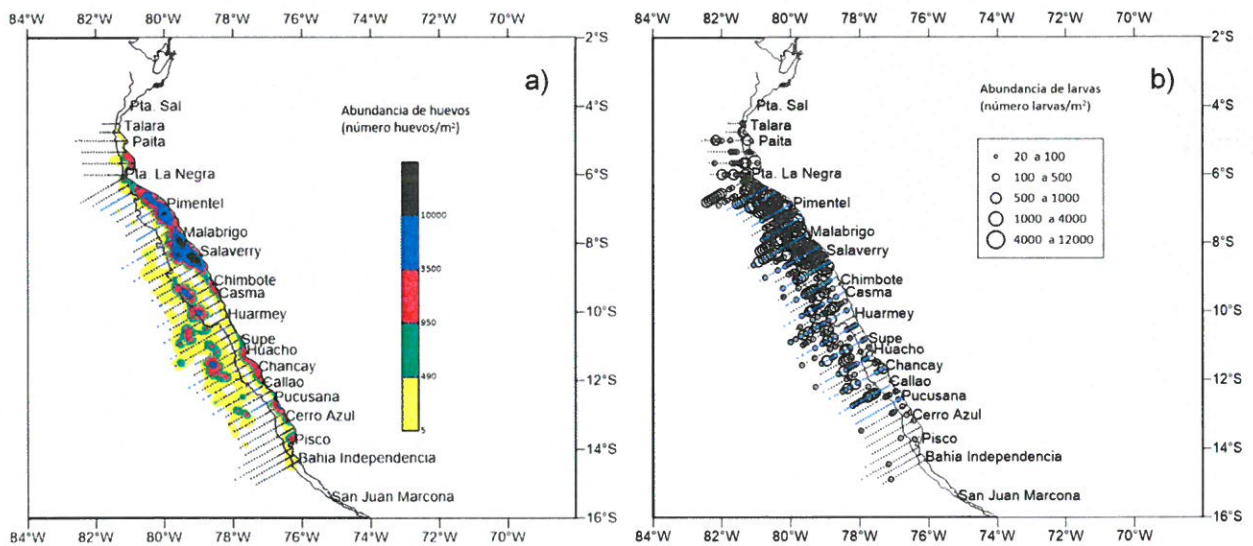 84°W 82°W 80°W 78°W 76°W 74°W 72°W 70°W
a)
Abundancia de huevos
(número huevos/m²)
10000
3500
950
490
5
Pta. Sal
Talara
Paita
Pta. La Negra
Pimentel
Malabrigo
Salaverry
Chimbote
Casma
Huarmey
Supe
Huacho
Chancay
Callao
Pucusana
Cerro Azul
Pisco
Bahia Independencia
San Juan Marcona
2°S
4°S
6°S
8°S
10°S
12°S
14°S
16°S
84°W 82°W 80°W 78°W 76°W 74°W 72°W 70°W
84°W 82°W 80°W 78°W 76°W 74°W 72°W 70°W
b)
Abundancia de larvas
(número larvas/m²)
20 a 100
100 a 500
500 a 1000
1000 a 4000
4000 a 12000
Pta. Sal
Talara
Paita
Pta. La Negra
Pimentel
Malabrigo
Salaverry
Chimbote
Casma
Huarmey
Supe
Huacho
Chancay
Callao
Pucusana
Cerro Azul
Pisco
Bahia Independencia
San Juan Marcona
2°S
4°S
6°S
8°S
10°S
12°S
14°S
16°S
84°W 82°W 80°W 78°W 76°W 74°W 72°W 70°W